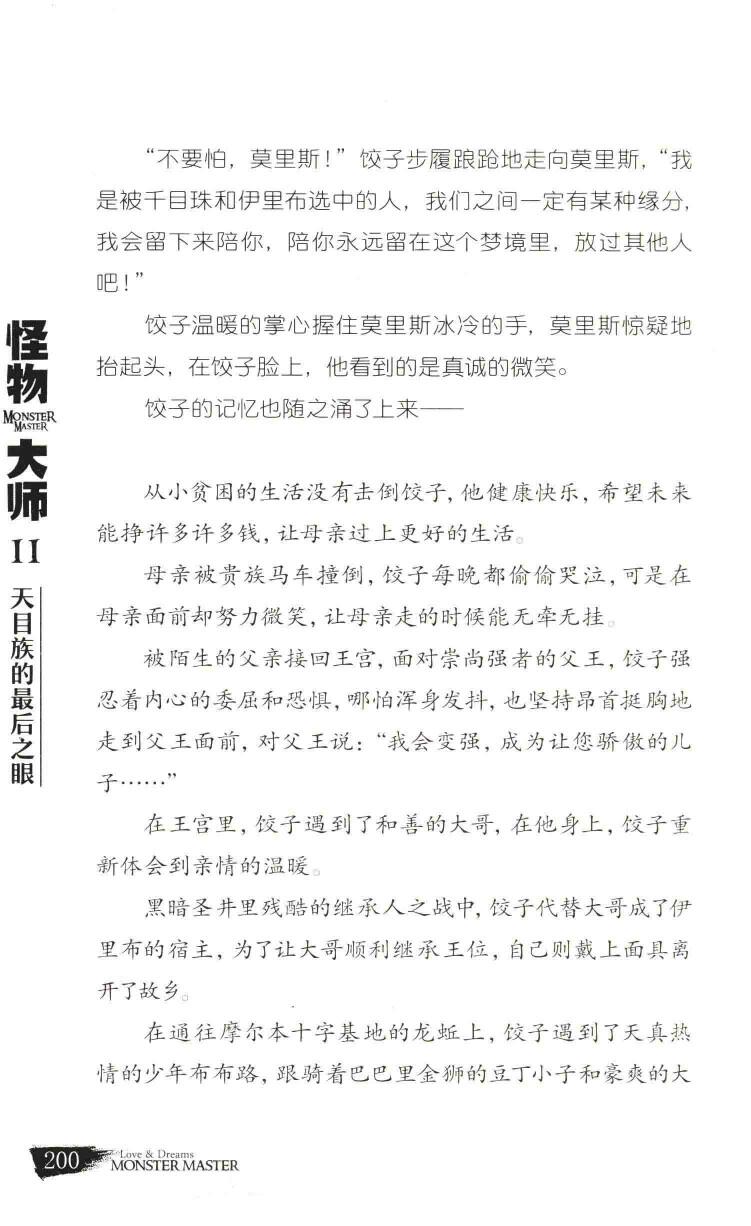 “不要怕，莫里斯！”饺子步履踉跄地走向莫里斯，“我
是被千目珠和伊里布选中的人，我们之间一定有某种缘分，
我会留下来陪你，陪你永远留在这个梦境里，放过其他人
吧！”
饺子温暖的掌心握住莫里斯冰冷的手，莫里斯惊疑地
抬起头，在饺子脸上，他看到的是真诚的微笑。
饺子的记忆也随之涌了上来——
从小贫困的生活没有击倒饺子，他健康快乐，希望未来
能挣许多许多钱，让母亲过上更好的生活。
母亲被贵族马车撞倒，饺子每晚都偷偷哭泣，可是在
母亲面前却努力微笑，让母亲走的时候能无牵无挂。
被陌生的父亲接回王宫，面对崇尚强者的父王，饺子强
忍着内心的委屈和恐惧，哪怕浑身发抖，也坚持昂首挺胸地
走到父王面前，对父王说：“我会变强，成为让您骄傲的儿
子……”
在王宫里，饺子遇到了和善的大哥，在他身上，饺子重
新体会到亲情的温暖。
黑暗圣井里残酷的继承人之战中，饺子代替大哥成了伊
里布的宿主，为了让大哥顺利继承王位，自己则戴上面具离
开了故乡。
在通往摩尔本十字基地的龙蚯上，饺子遇到了天真热
情的少年布布路，跟骑着巴巴里金狮的豆丁小子和豪爽的大
怪物
MONSTER
MASTER
大师
II
天目族的最后之眼
200
Love & Dreams
MONSTER MASTER